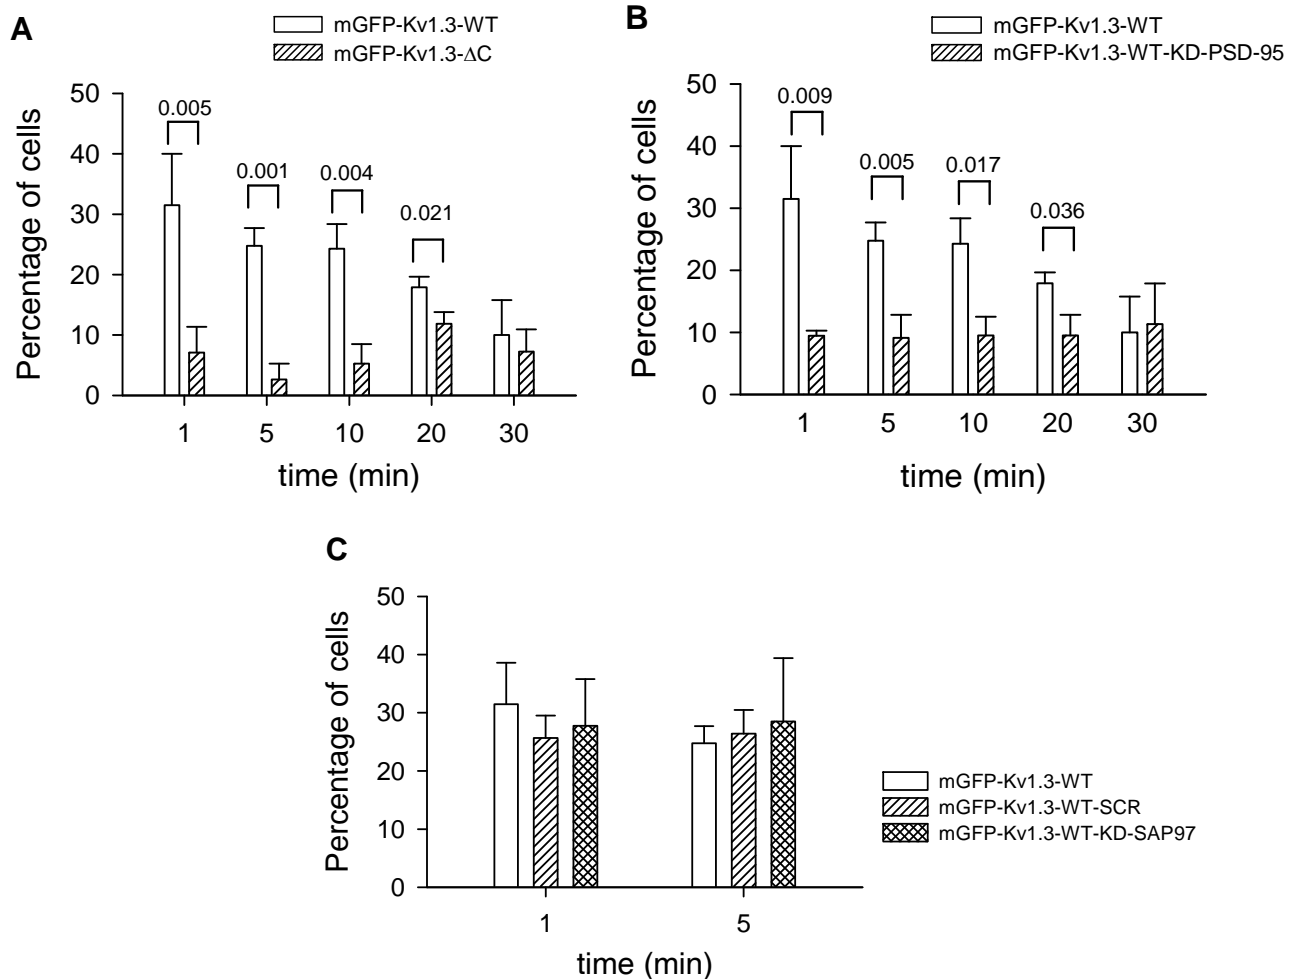 A
mGFP-Kv1.3-WT
mGFP-Kv1.3-ΔC
Percentage of cells
50
40
30
20
10
0
0.005
0.001
0.004
0.021
1 5 10 20 30
time (min)
B
mGFP-Kv1.3-WT
mGFP-Kv1.3-WT-KD-PSD-95
Percentage of cells
50
40
30
20
10
0
0.009
0.005
0.017
0.036
1 5 10 20 30
time (min)
C
Percentage of cells
50
40
30
20
10
0
1 5
time (min)
mGFP-Kv1.3-WT
mGFP-Kv1.3-WT-SCR
mGFP-Kv1.3-WT-KD-SAP97